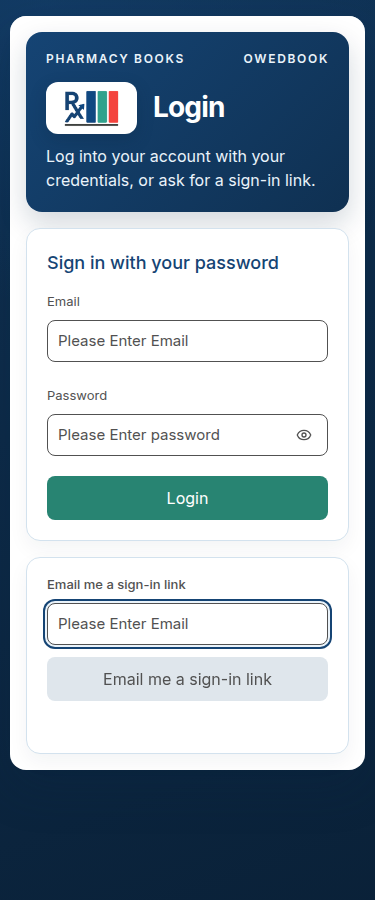 PHARMACY BOOKS
OWEDBOOK
Rx
Login
Log into your account with your
credentials, or ask for a sign-in link.
Sign in with your password
Email
Please Enter Email
Password
Please Enter password
Login
Email me a sign-in link
Please Enter Email
Email me a sign-in link